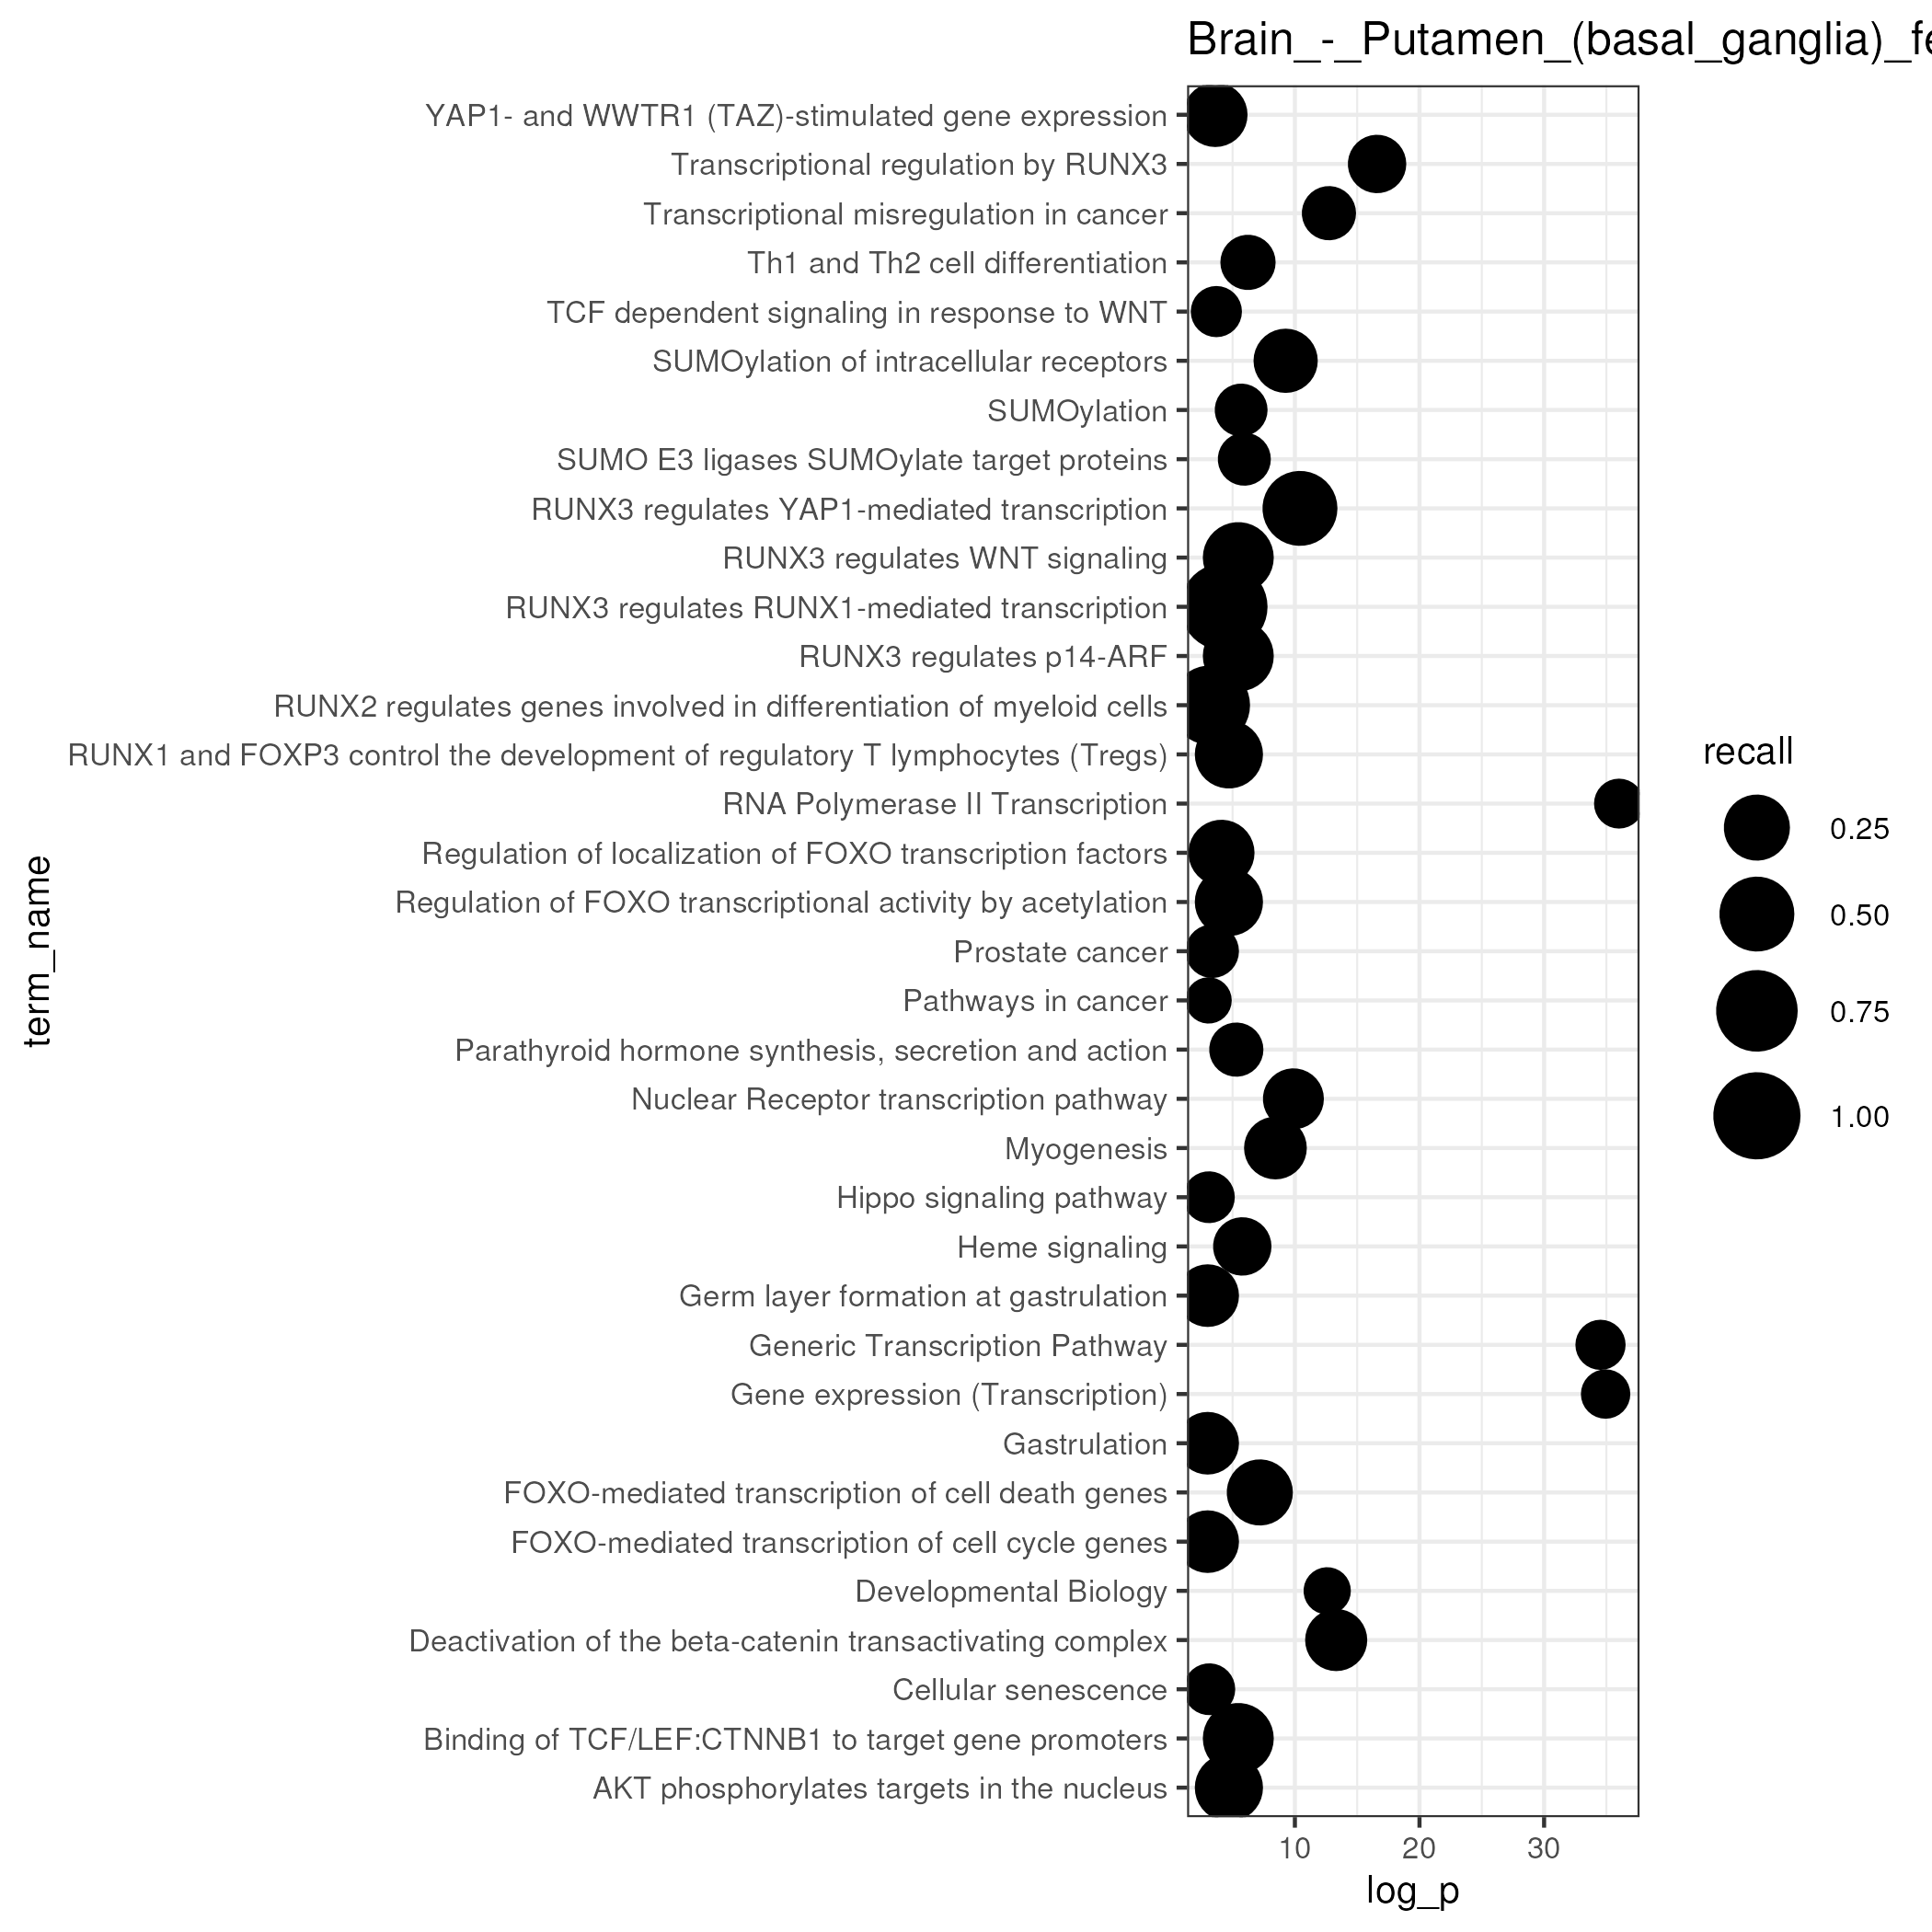 Brain_-_Putamen_(basal_ganglia)_fe
YAP1- and WWTR1 (TAZ)-stimulated gene expression
Transcriptional regulation by RUNX3
Transcriptional misregulation in cancer
Th1 and Th2 cell differentiation
TCF dependent signaling in response to WNT
SUMOylation of intracellular receptors
SUMOylation
SUMO E3 ligases SUMOylate target proteins
RUNX3 regulates YAP1-mediated transcription
RUNX3 regulates WNT signaling
RUNX3 regulates RUNX1-mediated transcription
RUNX3 regulates p14-ARF
RUNX2 regulates genes involved in differentiation of myeloid cells
RUNX1 and FOXP3 control the development of regulatory T lymphocytes (Tregs)
RNA Polymerase II Transcription
Regulation of localization of FOXO transcription factors
Regulation of FOXO transcriptional activity by acetylation
Prostate cancer
Pathways in cancer
Parathyroid hormone synthesis, secretion and action
Nuclear Receptor transcription pathway
Myogenesis
Hippo signaling pathway
Heme signaling
Germ layer formation at gastrulation
Generic Transcription Pathway
Gene expression (Transcription)
Gastrulation
FOXO-mediated transcription of cell death genes
FOXO-mediated transcription of cell cycle genes
Developmental Biology
Deactivation of the beta-catenin transactivating complex
Cellular senescence
Binding of TCF/LEF:CTNNB1 to target gene promoters
AKT phosphorylates targets in the nucleus
term_name
10 20 30
log_p
recall
0.25
0.50
0.75
1.00